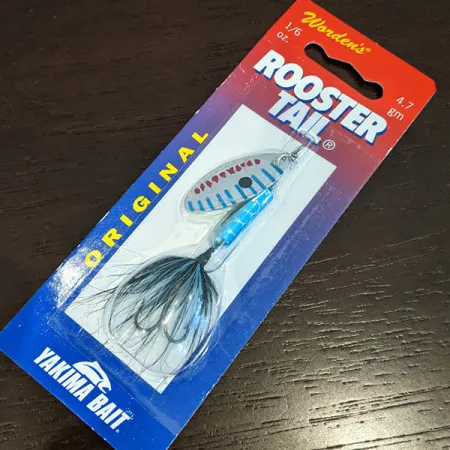 Worden's®
1/6 oz.
4.7 gm
ROOSTER
TAIL®
ORIGINAL
YAKIMA BAIT®